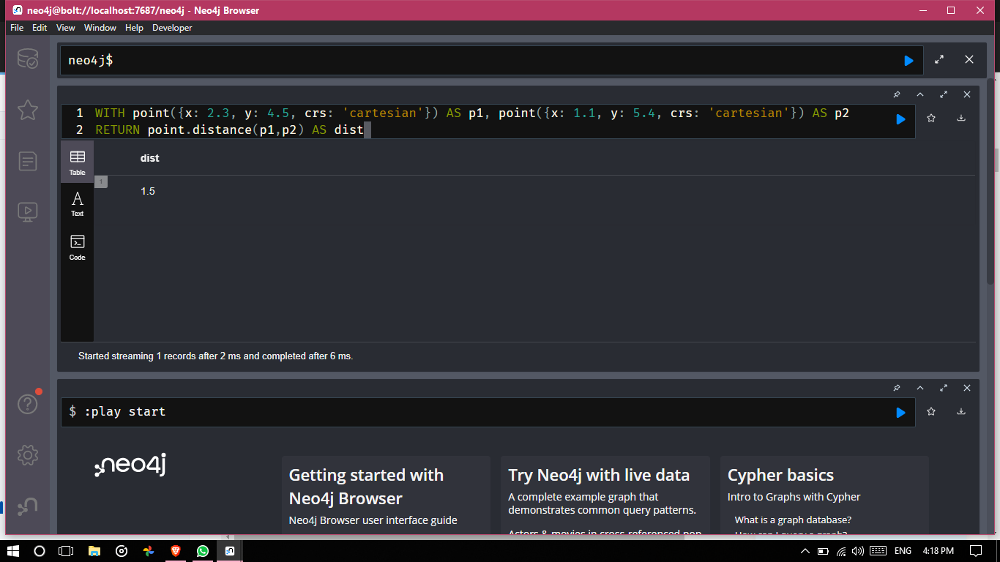 neo4j@bolt://localhost:7687/neo4j - Neo4j Browser
File Edit View Window Help Developer
neo4j$
1 WITH point({x: 2.3, y: 4.5, crs: 'cartesian'}) AS p1, point({x: 1.1, y: 5.4, crs: 'cartesian'}) AS p2
2 RETURN point.distance(p1,p2) AS dist
Table
Text
Code
dist
1
1.5
Started streaming 1 records after 2 ms and completed after 6 ms.
$ :play start
neo4j
Getting started with
Neo4j Browser
Neo4j Browser user interface guide
Try Neo4j with live data
A complete example graph that
demonstrates common query patterns.
Actors & movies in cross-referenced pop
Cypher basics
Intro to Graphs with Cypher
What is a graph database?
How can I query a graph?
ENG 4:18 PM